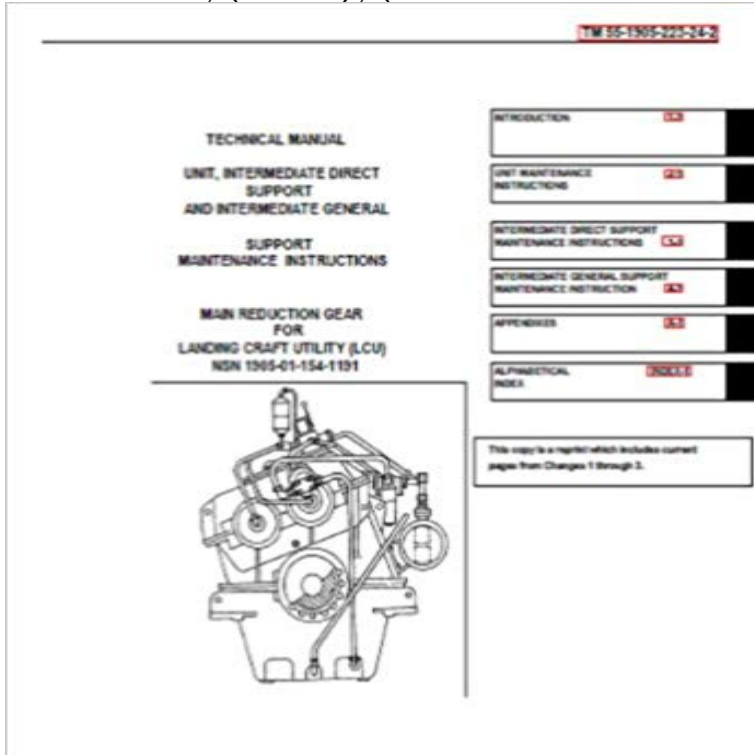 TM 55-1905-223-24-2
TECHNICAL MANUAL
UNIT, INTERMEDIATE DIRECT
SUPPORT
AND INTERMEDIATE GENERAL
SUPPORT
MAINTENANCE INSTRUCTIONS
MAIN REDUCTION GEAR
FOR
LANDING CRAFT UTILITY (LCU)
NSN 1905-01-154-1191
INTRODUCTION
UNIT MAINTENANCE
INSTRUCTIONS
INTERMEDIATE DIRECT SUPPORT
MAINTENANCE INSTRUCTIONS
INTERMEDIATE GENERAL SUPPORT
MAINTENANCE INSTRUCTION
APPENDIXES
ALPHABETICAL
INDEX
This copy is a reprint which includes current
pages from Changes 1 through 3.